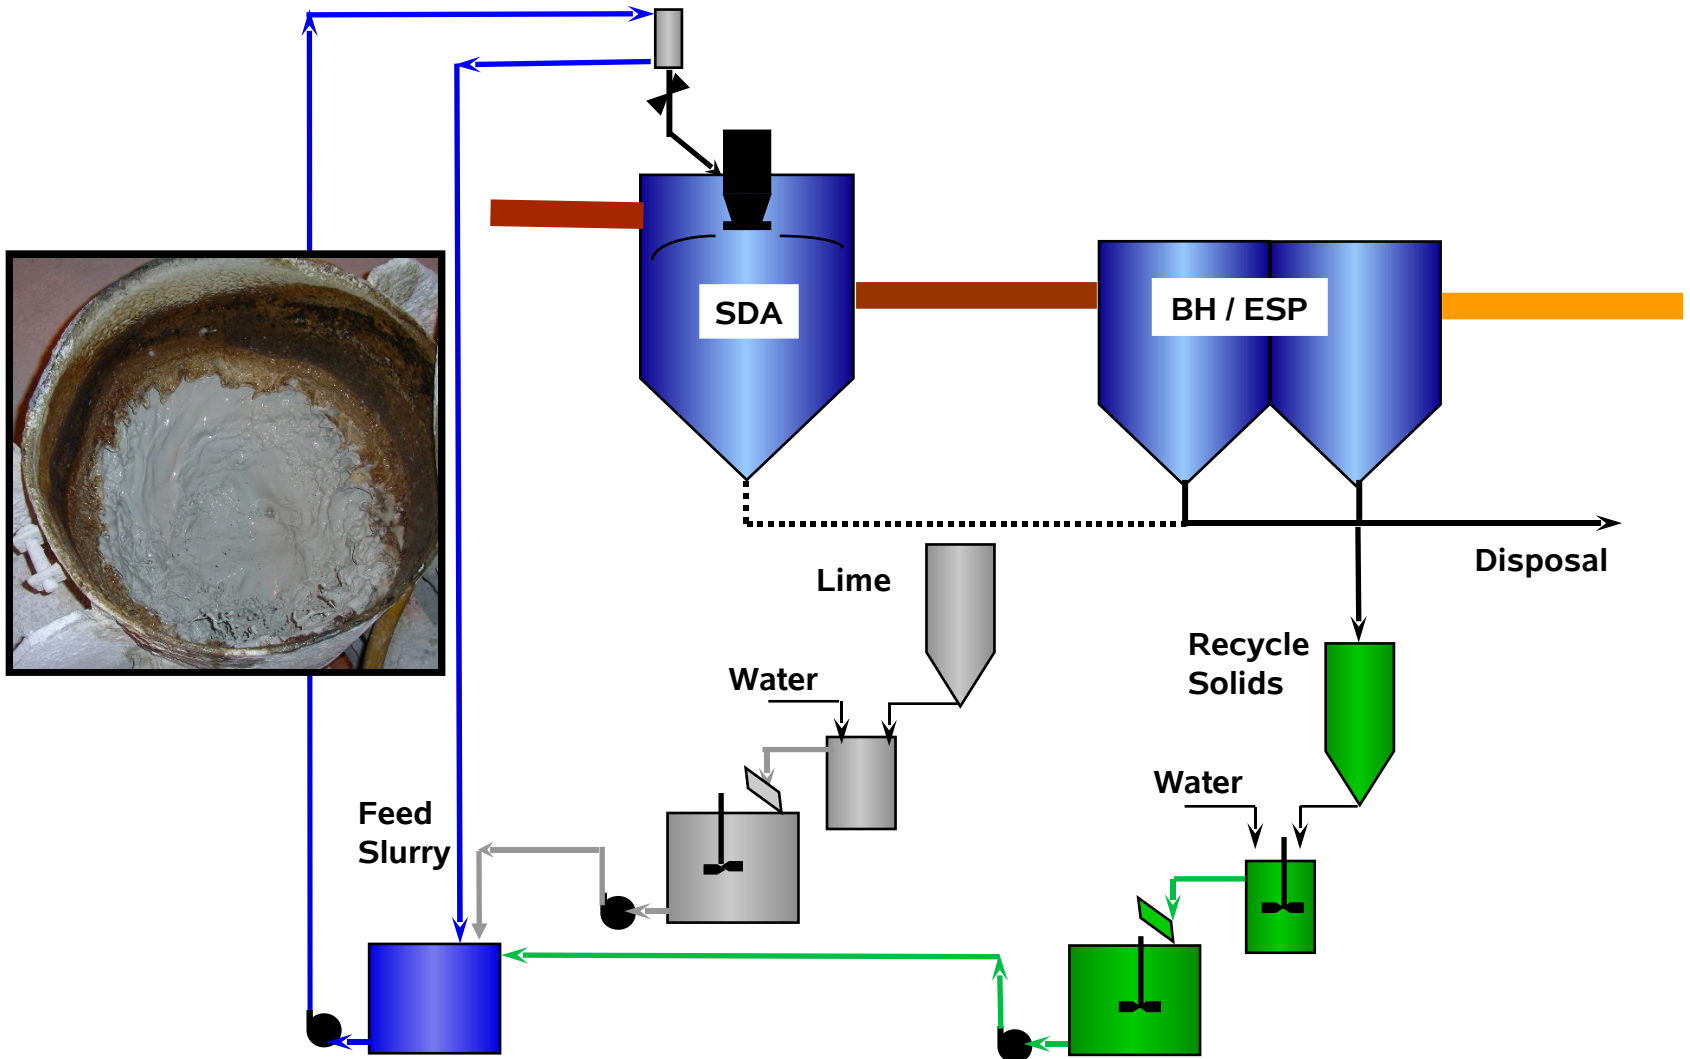 SDA
BH / ESP
Disposal
Lime
Recycle
Solids
Water
Water
Feed
Slurry